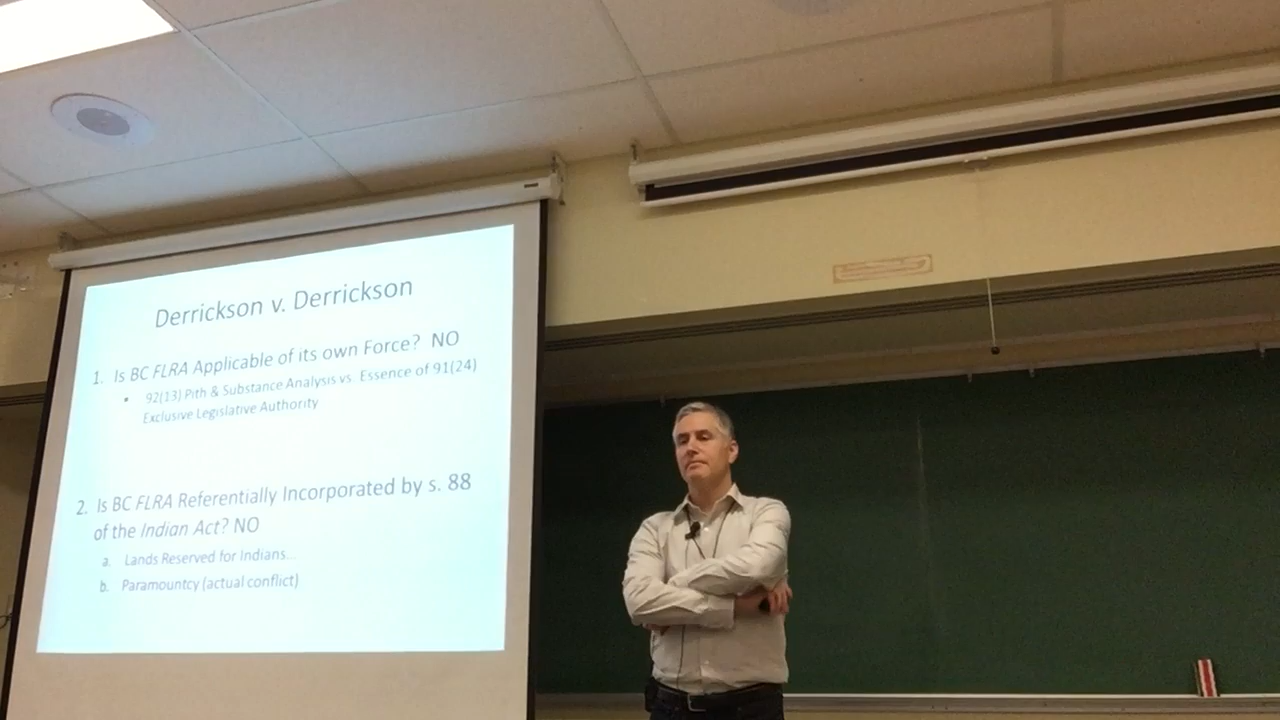 Derrickson v. Derrickson
1. Is BC FLRA Applicable of its own Force? NO
• 92(13) Pith & Substance Analysis vs Essence of 91(24)
Exclusive Legislative Authority
2. Is BC FLRA Referentially Incorporated by s. 88
of the Indian Act? NO
a. Lands Reserved for Indians...
b. Paramountcy (actual conflict)